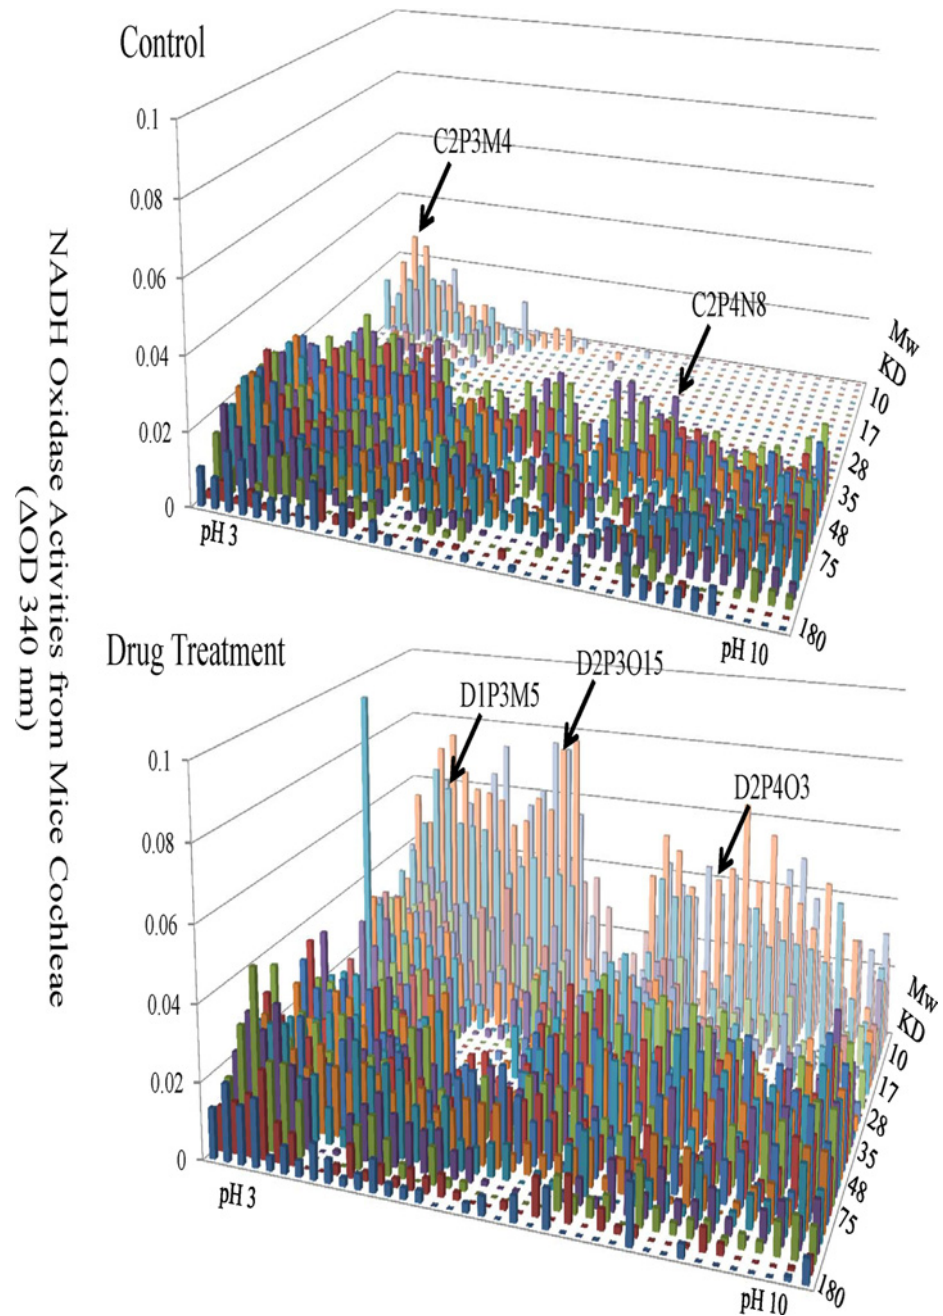 Control
0.1
0.08
0.06
0.04
0.02
0
C2P3M4
C2P4N8
Mw
KD
10
17
28
35
48
75
180
pH 3
pH 10
NADH Oxidase Activities from Mice Cochleae
(ΔOD 340 nm)
Drug Treatment
0.1
0.08
0.06
0.04
0.02
0
D1P3M5
D2P3O15
D2P4O3
Mw
KD
10
17
28
35
48
75
180
pH 3
pH 10